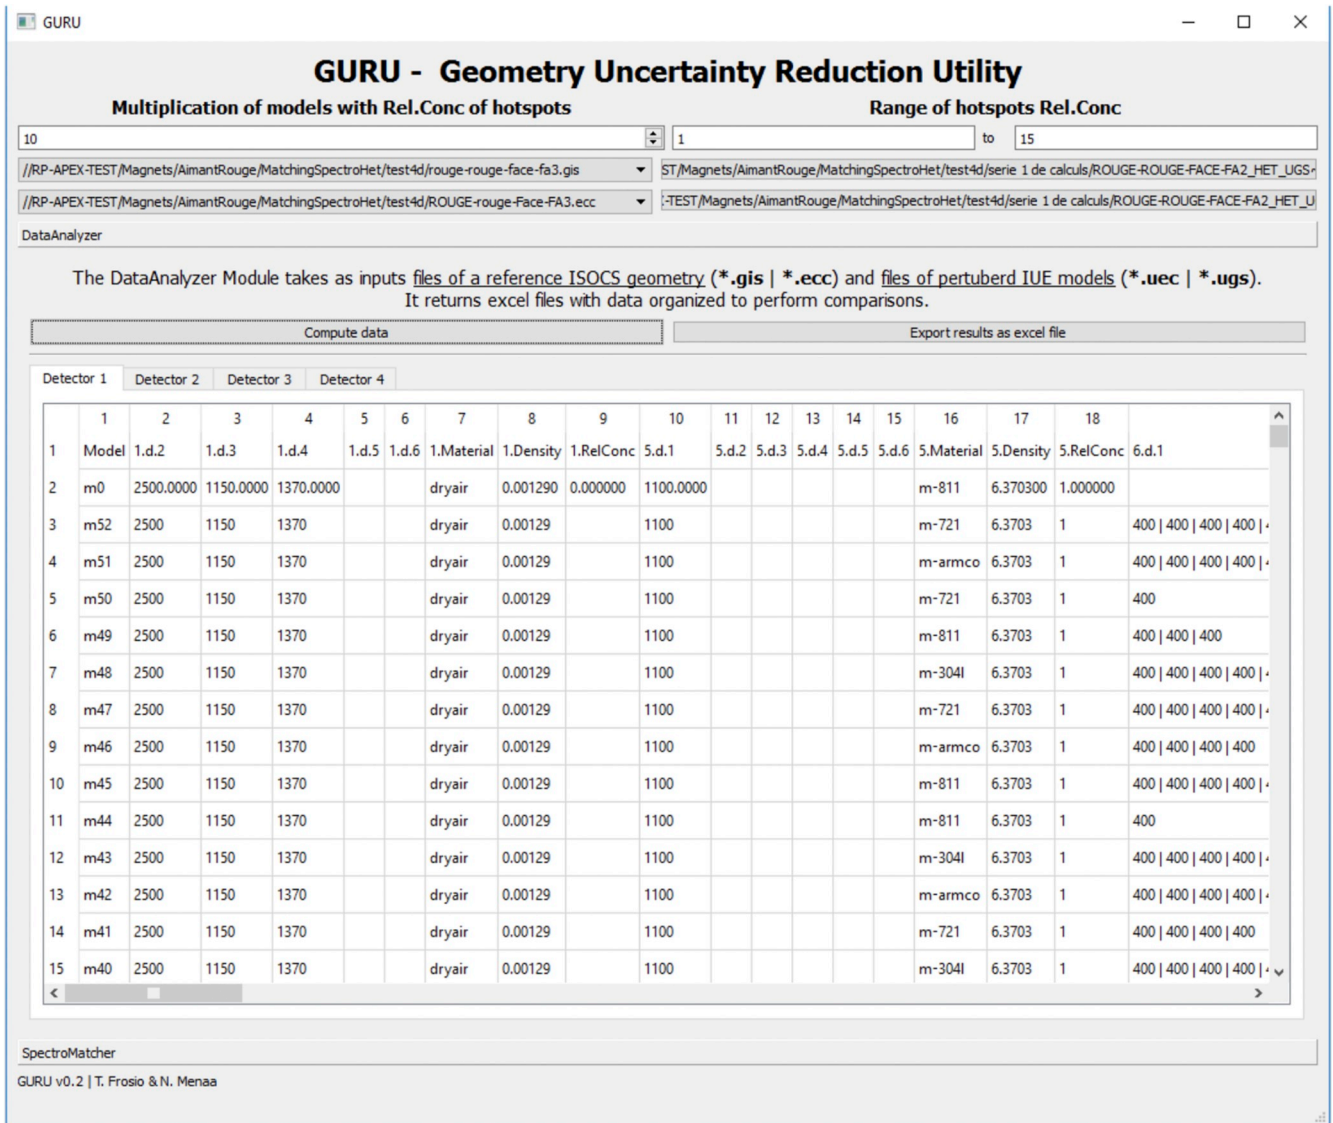 GURU
GURU - Geometry Uncertainty Reduction Utility
Multiplication of models with Rel.Conc of hotspots Range of hotspots Rel.Conc
10 1 to 15
//RP-APEX-TEST/Magnets/AimantRouge/MatchingSpectroHet/test4d/rouge-rouge-face-fa3.gis ST/Magnets/AimantRouge/MatchingSpectroHet/test4d/serie 1 de calculs/ROUGE-ROUGE-FACE-FA2_HET_UGS
//RP-APEX-TEST/Magnets/AimantRouge/MatchingSpectroHet/test4d/ROUGE-rouge-Face-FA3.ecc -TEST/Magnets/AimantRouge/MatchingSpectroHet/test4d/serie 1 de calculs/ROUGE-ROUGE-FACE-FA2_HET_U
DataAnalyzer
The DataAnalyzer Module takes as inputs files of a reference ISOCS geometry (*.gis | *.ecc) and files of pertuberd IUE models (*.uec | *.ugs).
It returns excel files with data organized to perform comparisons.
Compute data Export results as excel file
Detector 1 Detector 2 Detector 3 Detector 4
1 2 3 4 5 6 7 8 9 10 11 12 13 14 15 16 17 18
1 Model 1.d.2 1.d.3 1.d.4 1.d.5 1.d.6 1.Material 1.Density 1.RelConc 5.d.1 5.d.2 5.d.3 5.d.4 5.d.5 5.d.6 5.Material 5.Density 5.RelConc 6.d.1
2 m0 2500.0000 1150.0000 1370.0000 dryair 0.001290 0.000000 1100.0000 m-811 6.370300 1.000000
3 m52 2500 1150 1370 dryair 0.00129 1100 m-721 6.3703 1 400 | 400 | 400 | 400 |
4 m51 2500 1150 1370 dryair 0.00129 1100 m-armco 6.3703 1 400 | 400 | 400 | 400 |
5 m50 2500 1150 1370 dryair 0.00129 1100 m-721 6.3703 1 400
6 m49 2500 1150 1370 dryair 0.00129 1100 m-811 6.3703 1 400 | 400 | 400
7 m48 2500 1150 1370 dryair 0.00129 1100 m-304l 6.3703 1 400 | 400 | 400 | 400 |
8 m47 2500 1150 1370 dryair 0.00129 1100 m-721 6.3703 1 400 | 400 | 400 | 400 |
9 m46 2500 1150 1370 dryair 0.00129 1100 m-armco 6.3703 1 400 | 400 | 400 | 400
10 m45 2500 1150 1370 dryair 0.00129 1100 m-811 6.3703 1 400 | 400 | 400 | 400 |
11 m44 2500 1150 1370 dryair 0.00129 1100 m-811 6.3703 1 400
12 m43 2500 1150 1370 dryair 0.00129 1100 m-304l 6.3703 1 400 | 400 | 400 | 400 |
13 m42 2500 1150 1370 dryair 0.00129 1100 m-armco 6.3703 1 400 | 400 | 400 | 400 |
14 m41 2500 1150 1370 dryair 0.00129 1100 m-721 6.3703 1 400 | 400 | 400 | 400
15 m40 2500 1150 1370 dryair 0.00129 1100 m-304l 6.3703 1 400 | 400 | 400 | 400 |
SpectroMatcher
GURU v0.2 | T. Frosio & N. Menaa